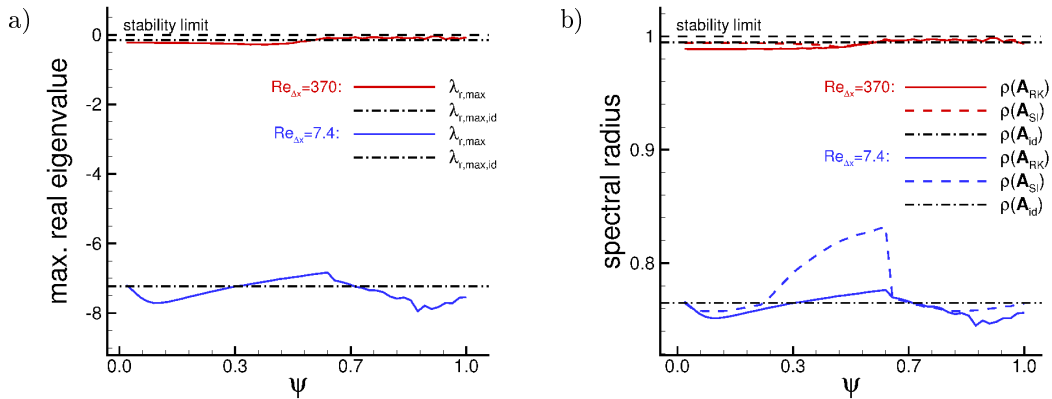 a)
stability limit
0
-2
-4
-6
-8
max. real eigenvalue
Re_Δx=370: λ_r,max
λ_r,max,id
Re_Δx=7.4: λ_r,max
λ_r,max,id
0.0 0.3 0.7 1.0
ψ
b)
stability limit
1
0.9
0.8
spectral radius
Re_Δx=370: ρ(A_RK)
ρ(A_SI)
ρ(A_id)
Re_Δx=7.4: ρ(A_RK)
ρ(A_SI)
ρ(A_id)
0.0 0.3 0.7 1.0
ψ